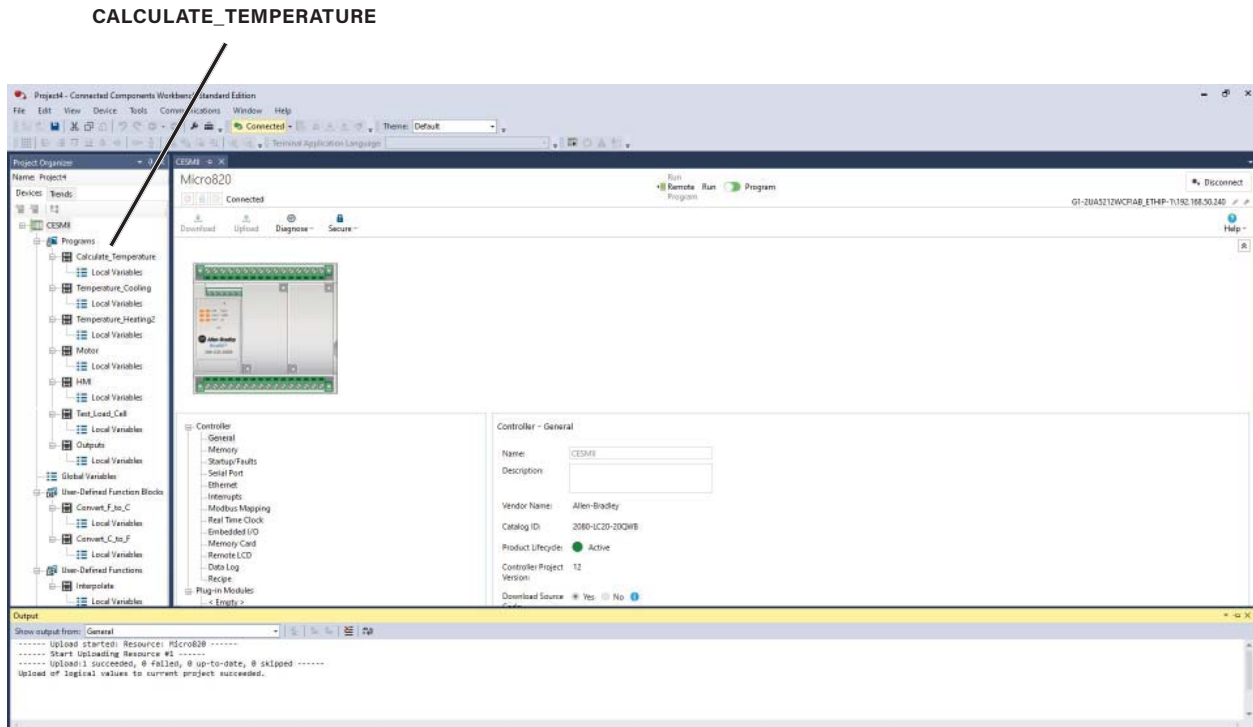 CALCULATE_TEMPERATURE
Project4 - Connected Components Workbench Standard Edition
File Edit View Device Tools Communications Window Help
Connected Theme: Default
Terminal Application Language
Project Organizer
CESMII
Name: Project4
Devices Trends
CESMII
Programs
Calculate_Temperature
Local Variables
Temperature_Cooling
Local Variables
Temperature_Heating2
Local Variables
Motor
Local Variables
HMI
Local Variables
Test_Load_Cell
Local Variables
Outputs
Local Variables
Global Variables
User-Defined Function Blocks
Convert_F_to_C
Local Variables
Convert_C_to_F
Local Variables
User-Defined Functions
Interpolate
Local Variables
Micro820
Connected
Run
Remote Run Program
Program
Disconnect
Download Upload Diagnose Secure
Help
Allen-Bradley
Controller
General
Memory
Startup/Faults
Serial Port
Ethernet
Interrupts
Modbus Mapping
Real Time Clock
Embedded I/O
Memory Card
Remote LCD
Data Log
Recipe
Plug-in Modules
< Empty >
Controller - General
Name: CESMII
Description:
Vendor Name: Allen-Bradley
Catalog ID: 2080-LC20-20QWB
Product Lifecycle: Active
Controller Project 12
Version:
Download Source Yes No
Output
Show output from: General
------ Upload started: Resource: Micro820 ------
------ Start Uploading Resource #1 ------
------ Upload:1 succeeded, 0 failed, 0 up-to-date, 0 skipped ------
Upload of logical values to current project succeeded.